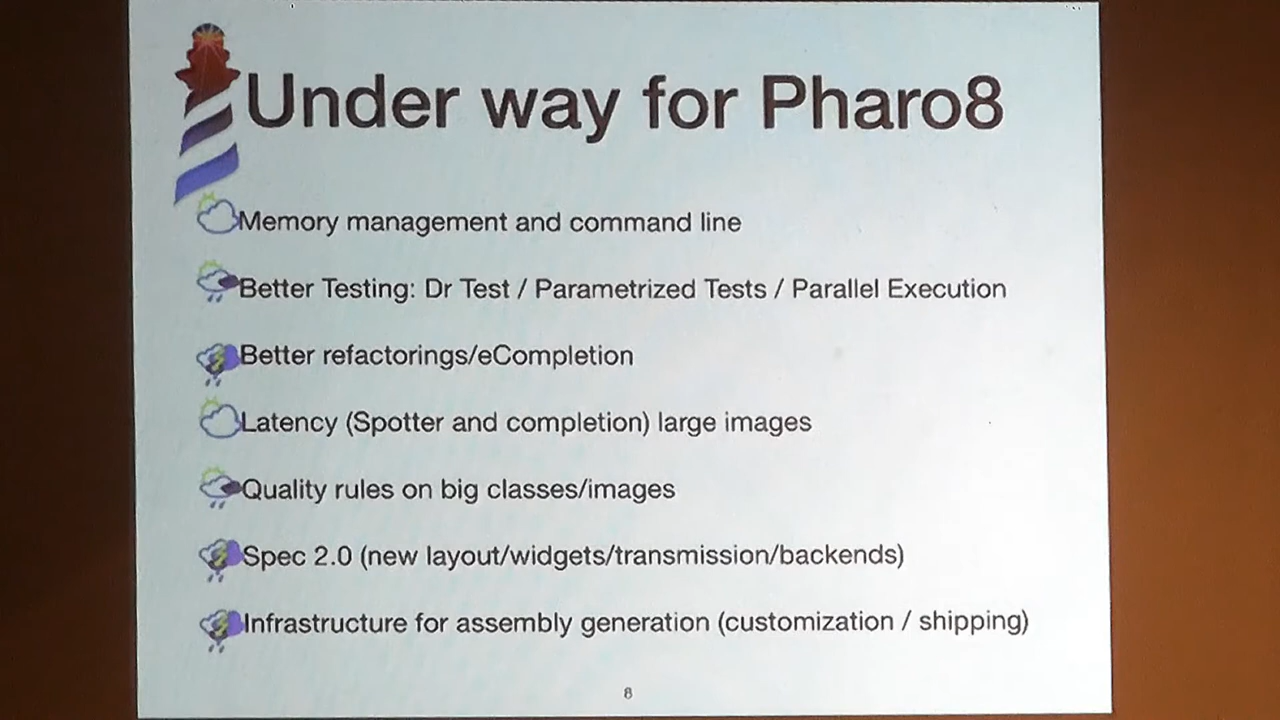 Under way for Pharo8
Memory management and command line
Better Testing: Dr Test / Parametrized Tests / Parallel Execution
Better refactorings/eCompletion
Latency (Spotter and completion) large images
Quality rules on big classes/images
Spec 2.0 (new layout/widgets/transmission/backends)
Infrastructure for assembly generation (customization / shipping)
8